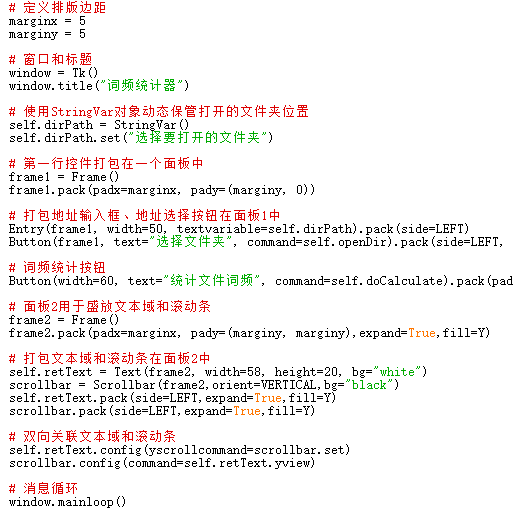 # 定义排版边距
marginx = 5
marginy = 5
# 窗口和标题
window = Tk()
window.title("词频统计器")
# 使用StringVar对象动态保管打开的文件夹位置
self.dirPath = StringVar()
self.dirPath.set("选择要打开的文件夹")
# 第一行控件打包在一个面板中
frame1 = Frame()
frame1.pack(padx=marginx, pady=(marginy, 0))
# 打包地址输入框、地址选择按钮在面板1中
Entry(frame1, width=50, textvariable=self.dirPath).pack(side=LEFT)
Button(frame1, text="选择文件夹", command=self.openDir).pack(side=LEFT,
# 词频统计按钮
Button(width=60, text="统计文件词频", command=self.doCalculate).pack(pad
# 面板2用于盛放文本域和滚动条
frame2 = Frame()
frame2.pack(padx=marginx, pady=(marginy, marginy),expand=True,fill=Y)
# 打包文本域和滚动条在面板2中
self.retText = Text(frame2, width=58, height=20, bg="white")
scrollbar = Scrollbar(frame2,orient=VERTICAL,bg="black")
self.retText.pack(side=LEFT,expand=True,fill=Y)
scrollbar.pack(side=LEFT,expand=True,fill=Y)
# 双向关联文本域和滚动条
self.retText.config(yscrollcommand=scrollbar.set)
scrollbar.config(command=self.retText.yview)
# 消息循环
window.mainloop()